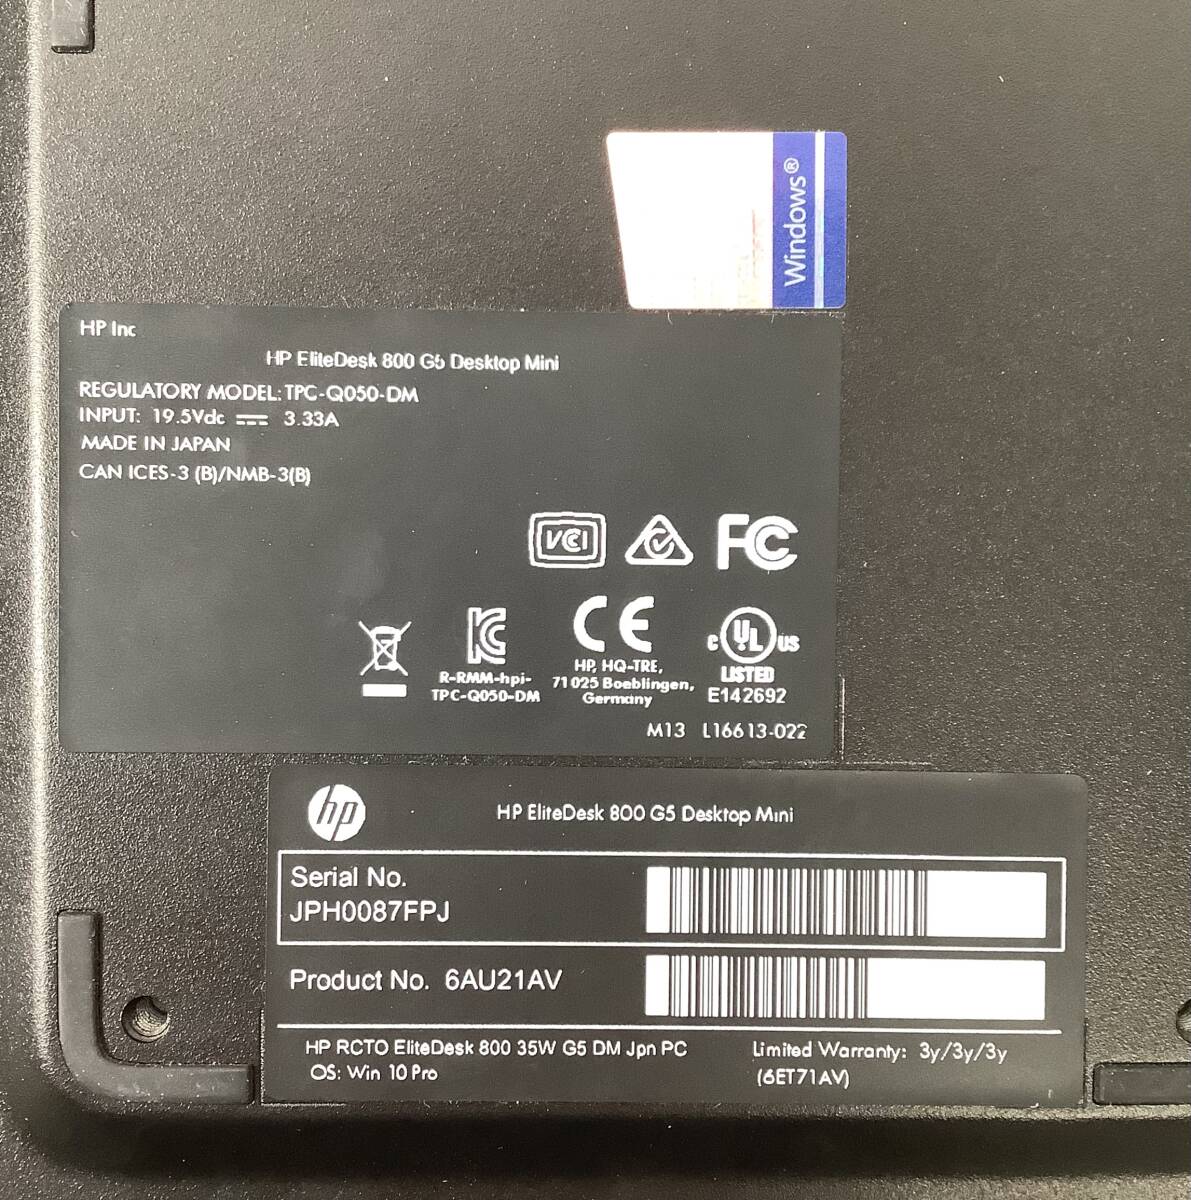 Windows®
HP Inc
HP EliteDesk 800 G5 Desktop Mini
REGULATORY MODEL: TPC-Q050-DM
INPUT: 19.5Vdc ⎓ 3.33A
MADE IN JAPAN
CAN ICES-3 (B)/NMB-3(B)
VCCI
FC
CE
c UL US
LISTED
E142692
HP, HQ-TRE,
71025 Boeblingen,
Germany
R-RMM-hpi-
TPC-Q050-DM
M13 L16613-022
hp
HP EliteDesk 800 G5 Desktop Mini
Serial No.
JPH0087FPJ
Product No. 6AU21AV
HP RCTO EliteDesk 800 35W G5 DM Jpn PC
OS: Win 10 Pro
Limited Warranty: 3y/3y/3y
(6ET71AV)